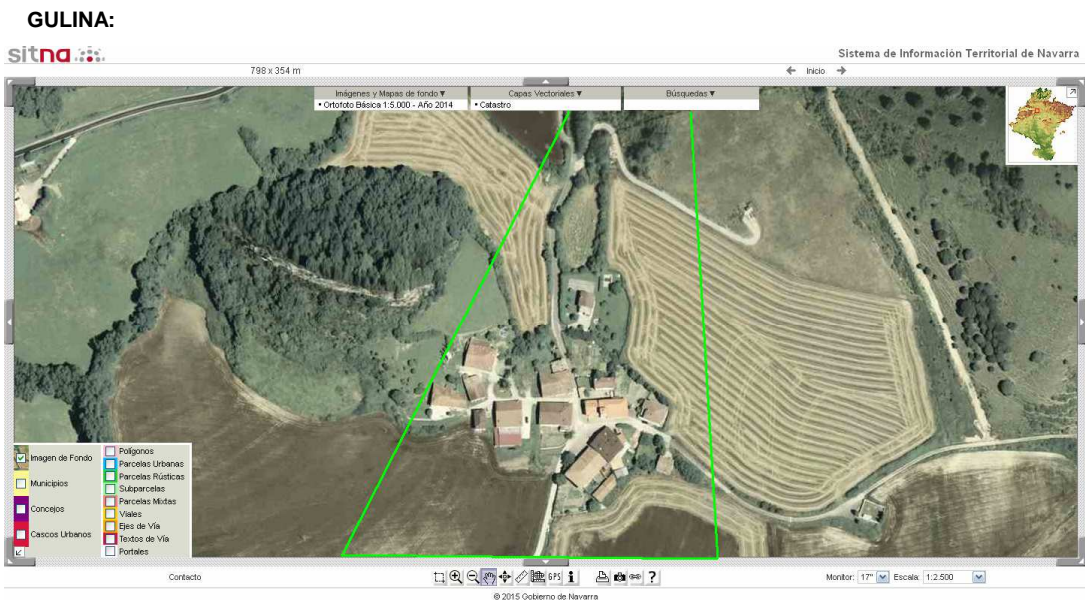 GULINA:
sitna
Sistema de Información Territorial de Navarra
798 x 354 m
Inicio
Imágenes y Mapas de fondo ▼
Capas Vectoriales ▼
Búsquedas ▼
• Ortofoto Básica 1:5.000 - Año 2014
• Catastro
Imagen de Fondo
Municipios
Concejos
Cascos Urbanos
Polígonos
Parcelas Urbanas
Parcelas Rústicas
Subparcelas
Parcelas Mixtas
Viales
Ejes de Vía
Textos de Vía
Portales
Contacto
GPS
Monitor: 17" Escala: 1:2.500
© 2015 Gobierno de Navarra